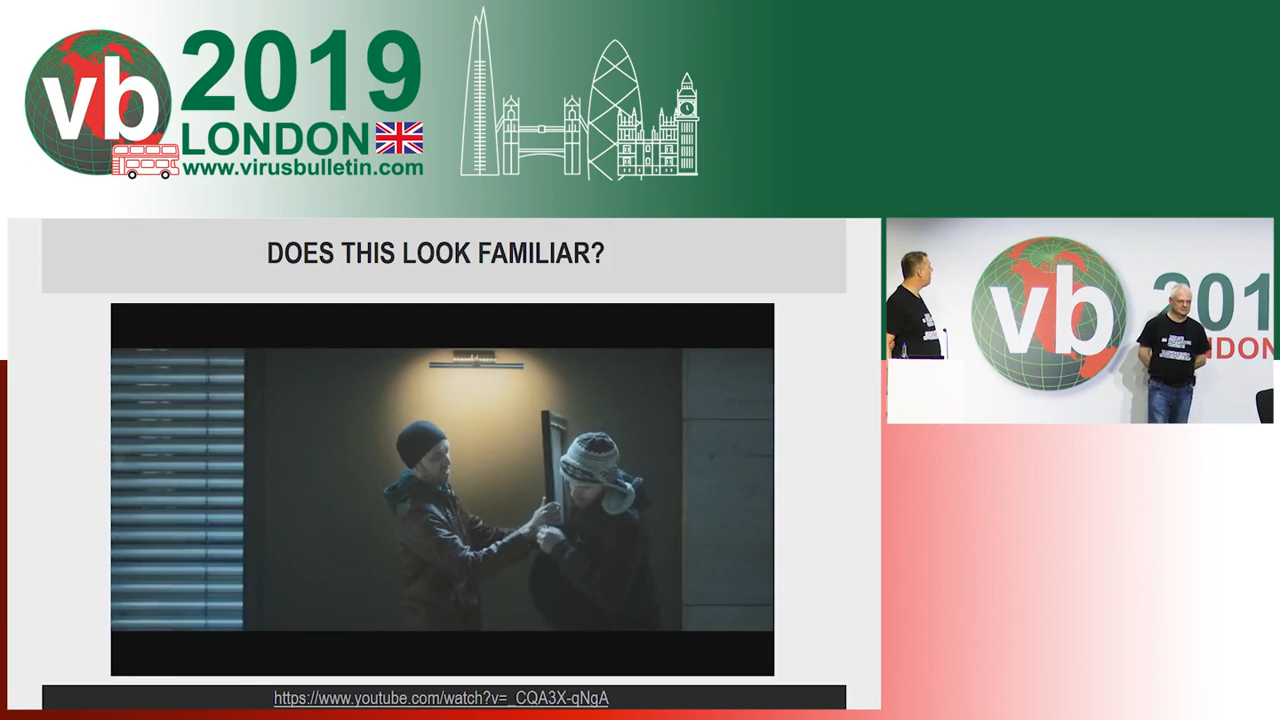 vb
2019
LONDON
www.virusbulletin.com
DOES THIS LOOK FAMILIAR?
https://www.youtube.com/watch?v=_CQA3X-qNgA
vb
201
NDON